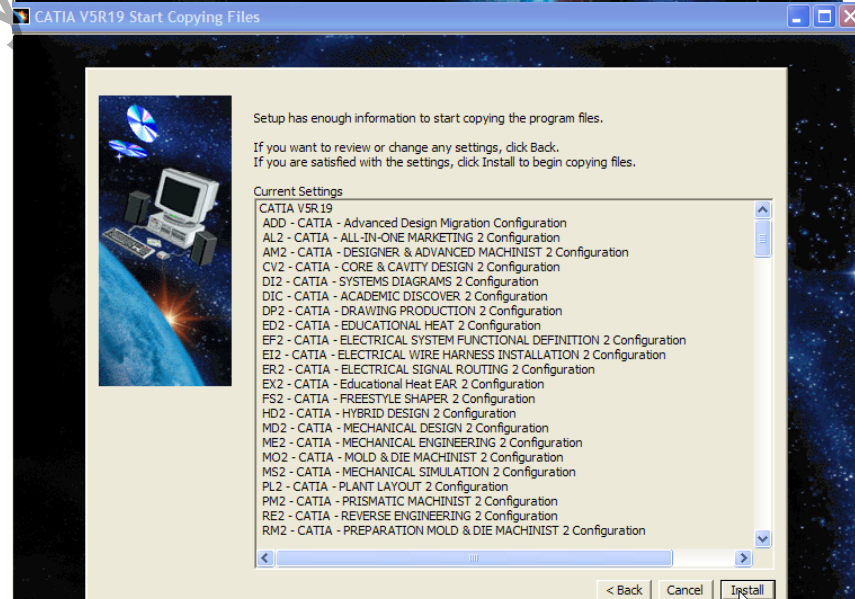 CATIA V5R19 Start Copying Files
Setup has enough information to start copying the program files.
If you want to review or change any settings, click Back.
If you are satisfied with the settings, click Install to begin copying files.
Current Settings
CATIA V5R19
ADD - CATIA - Advanced Design Migration Configuration
AL2 - CATIA - ALL-IN-ONE MARKETING 2 Configuration
AM2 - CATIA - DESIGNER & ADVANCED MACHINIST 2 Configuration
CV2 - CATIA - CORE & CAVITY DESIGN 2 Configuration
DI2 - CATIA - SYSTEMS DIAGRAMS 2 Configuration
DIC - CATIA - ACADEMIC DISCOVER 2 Configuration
DP2 - CATIA - DRAWING PRODUCTION 2 Configuration
ED2 - CATIA - EDUCATIONAL HEAT 2 Configuration
EF2 - CATIA - ELECTRICAL SYSTEM FUNCTIONAL DEFINITION 2 Configuration
EI2 - CATIA - ELECTRICAL WIRE HARNESS INSTALLATION 2 Configuration
ER2 - CATIA - ELECTRICAL SIGNAL ROUTING 2 Configuration
EX2 - CATIA - Educational Heat EAR 2 Configuration
FS2 - CATIA - FREESTYLE SHAPER 2 Configuration
HD2 - CATIA - HYBRID DESIGN 2 Configuration
MD2 - CATIA - MECHANICAL DESIGN 2 Configuration
ME2 - CATIA - MECHANICAL ENGINEERING 2 Configuration
MO2 - CATIA - MOLD & DIE MACHINIST 2 Configuration
MS2 - CATIA - MECHANICAL SIMULATION 2 Configuration
PL2 - CATIA - PLANT LAYOUT 2 Configuration
PM2 - CATIA - PRISMATIC MACHINIST 2 Configuration
RE2 - CATIA - REVERSE ENGINEERING 2 Configuration
RM2 - CATIA - PREPARATION MOLD & DIE MACHINIST 2 Configuration
< Back Cancel Install